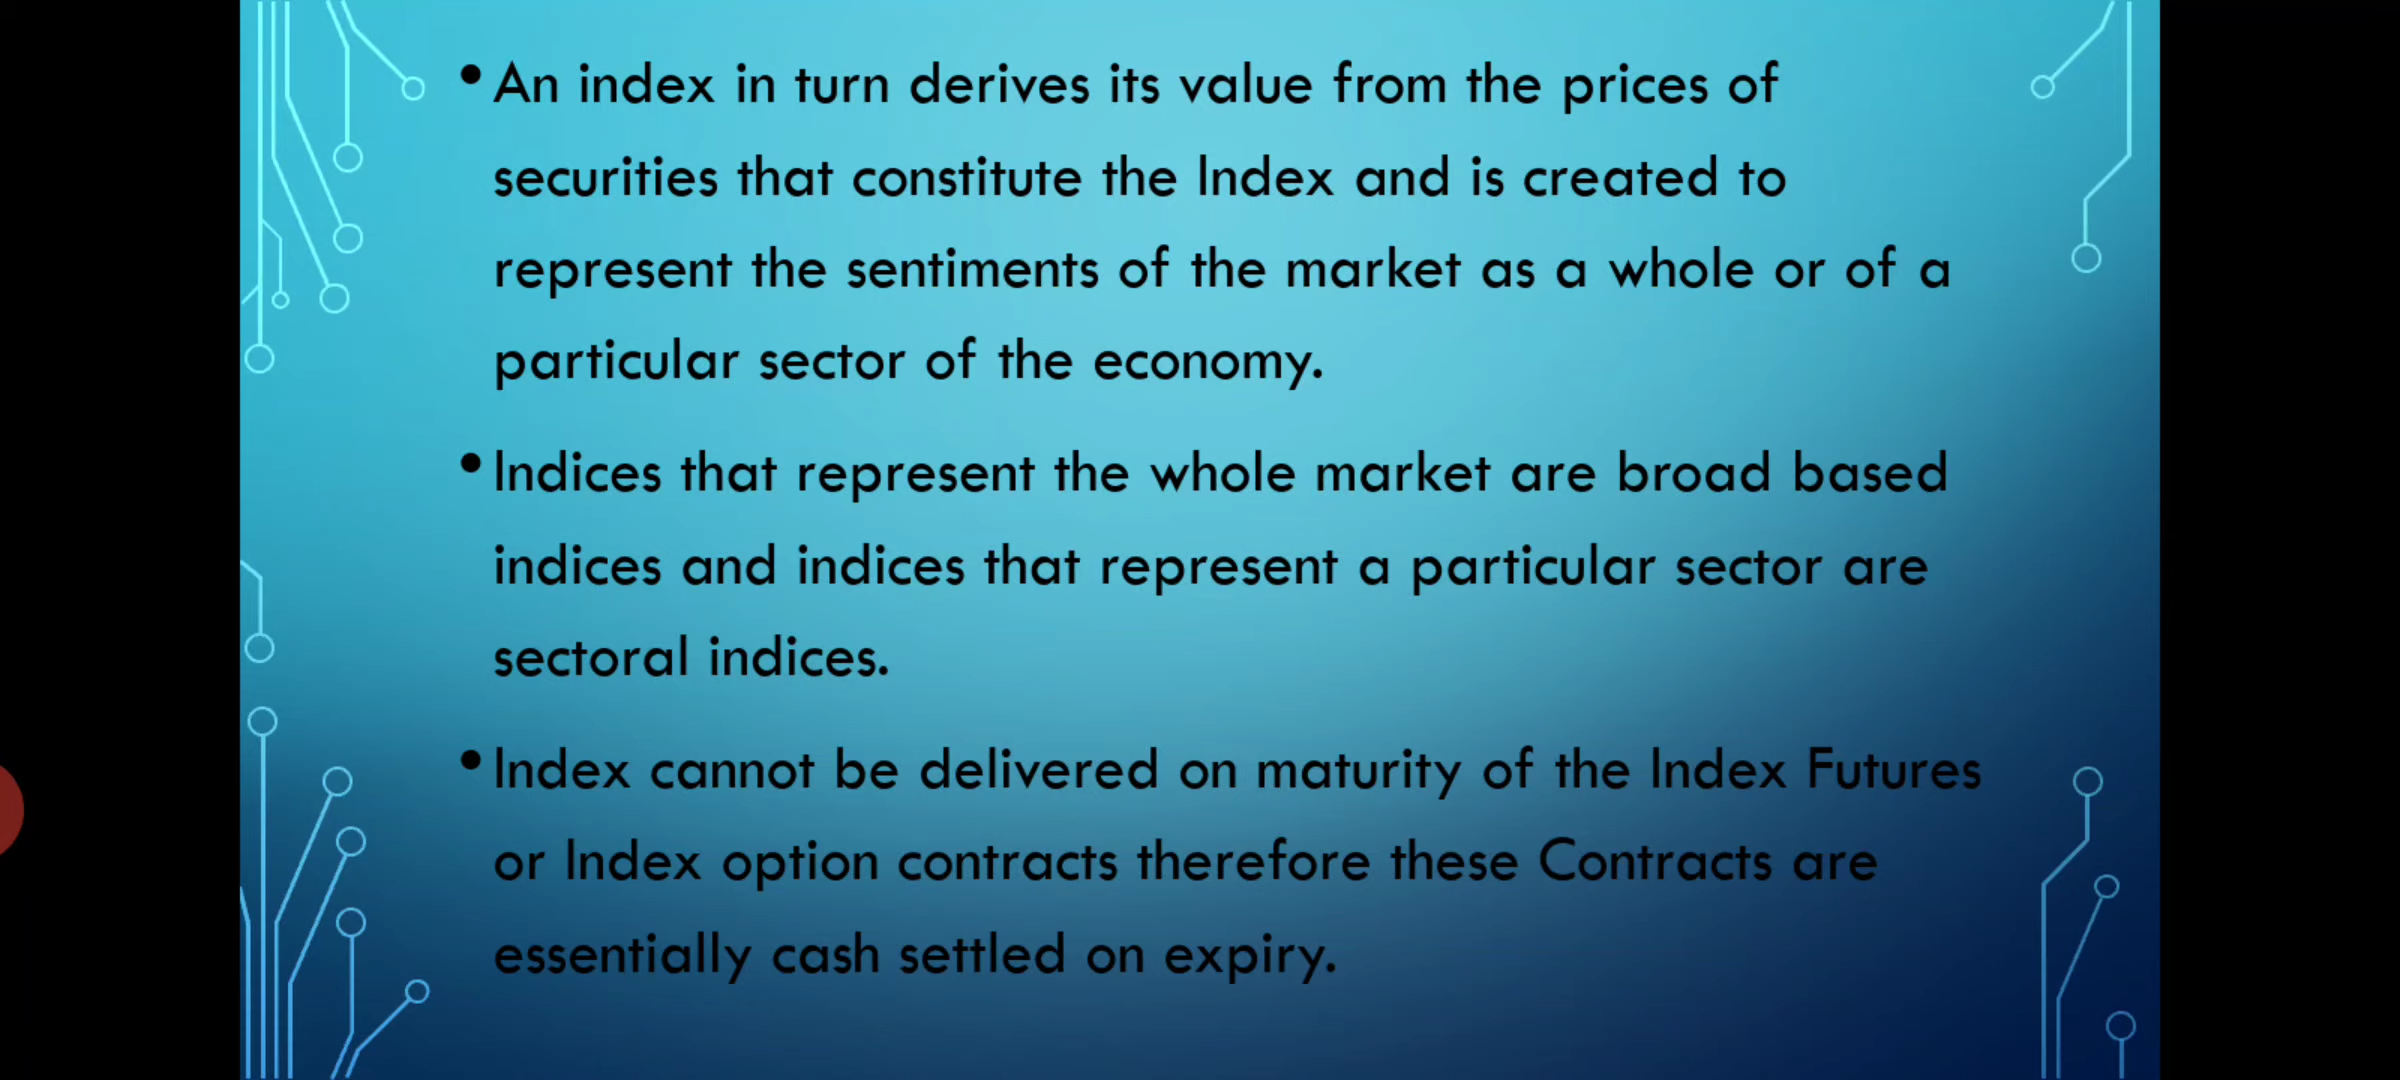 • An index in turn derives its value from the prices of
securities that constitute the Index and is created to
represent the sentiments of the market as a whole or of a
particular sector of the economy.
• Indices that represent the whole market are broad based
indices and indices that represent a particular sector are
sectoral indices.
• Index cannot be delivered on maturity of the Index Futures
or Index option contracts therefore these Contracts are
essentially cash settled on expiry.